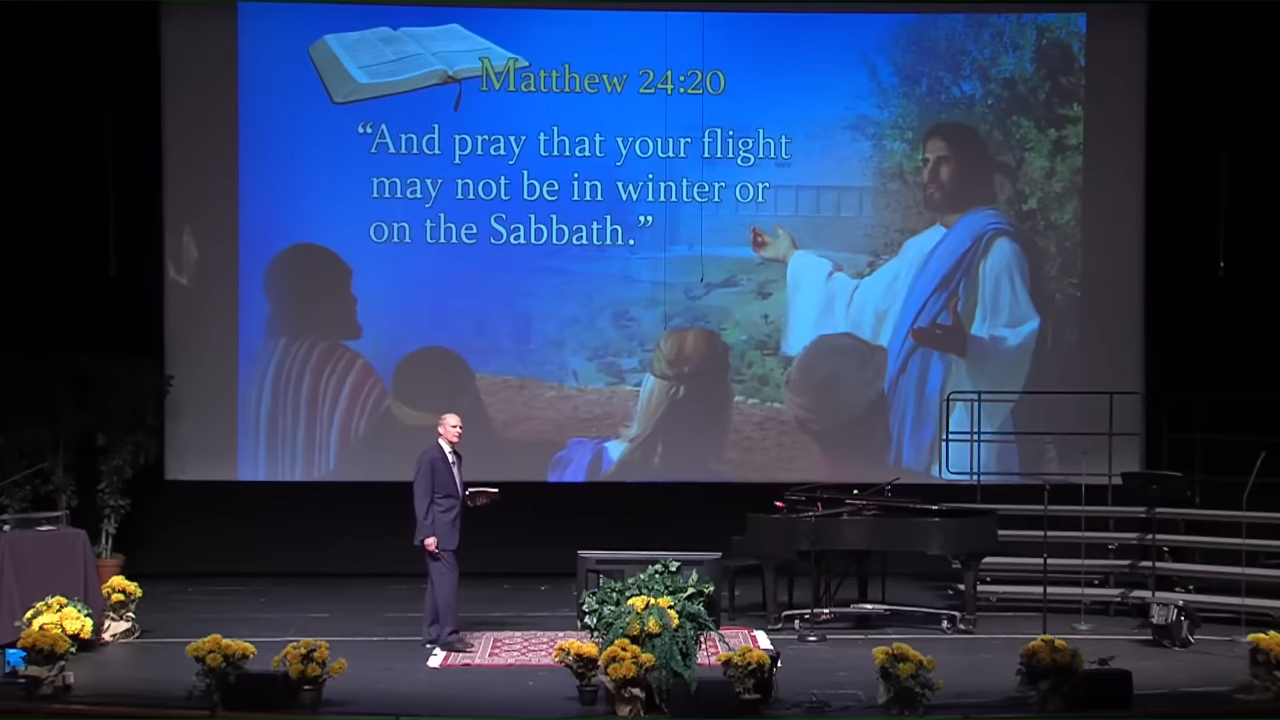 Matthew 24:20
“And pray that your flight
may not be in winter or
on the Sabbath.”